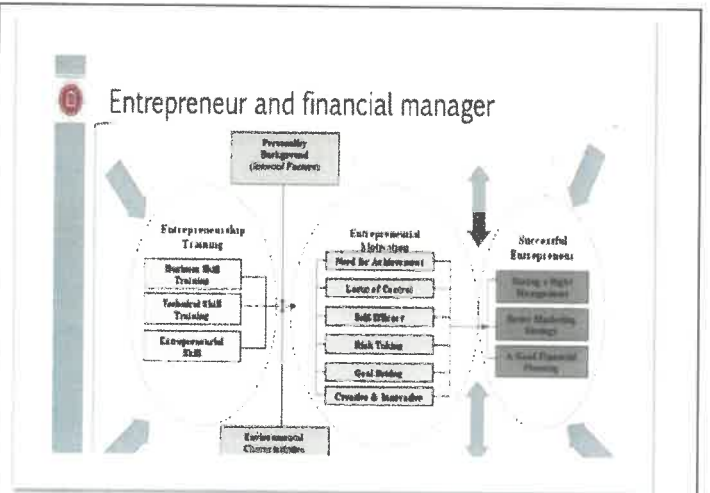 Entrepreneur and financial manager
Personality
Background
(Internal Factors)
Entrepreneurship
Training
Business Skill
Training
Technical Skill
Training
Entrepreneurial
Skill
Entrepreneurial
Motivation
Need for Achievement
Locus of Control
Self Efficacy
Risk Taking
Goal Setting
Creative & Innovative
Successful
Entrepreneur
Having a Right
Management
Better Marketing
Strategy
A Good Financial
Planning
Environmental
Characteristics